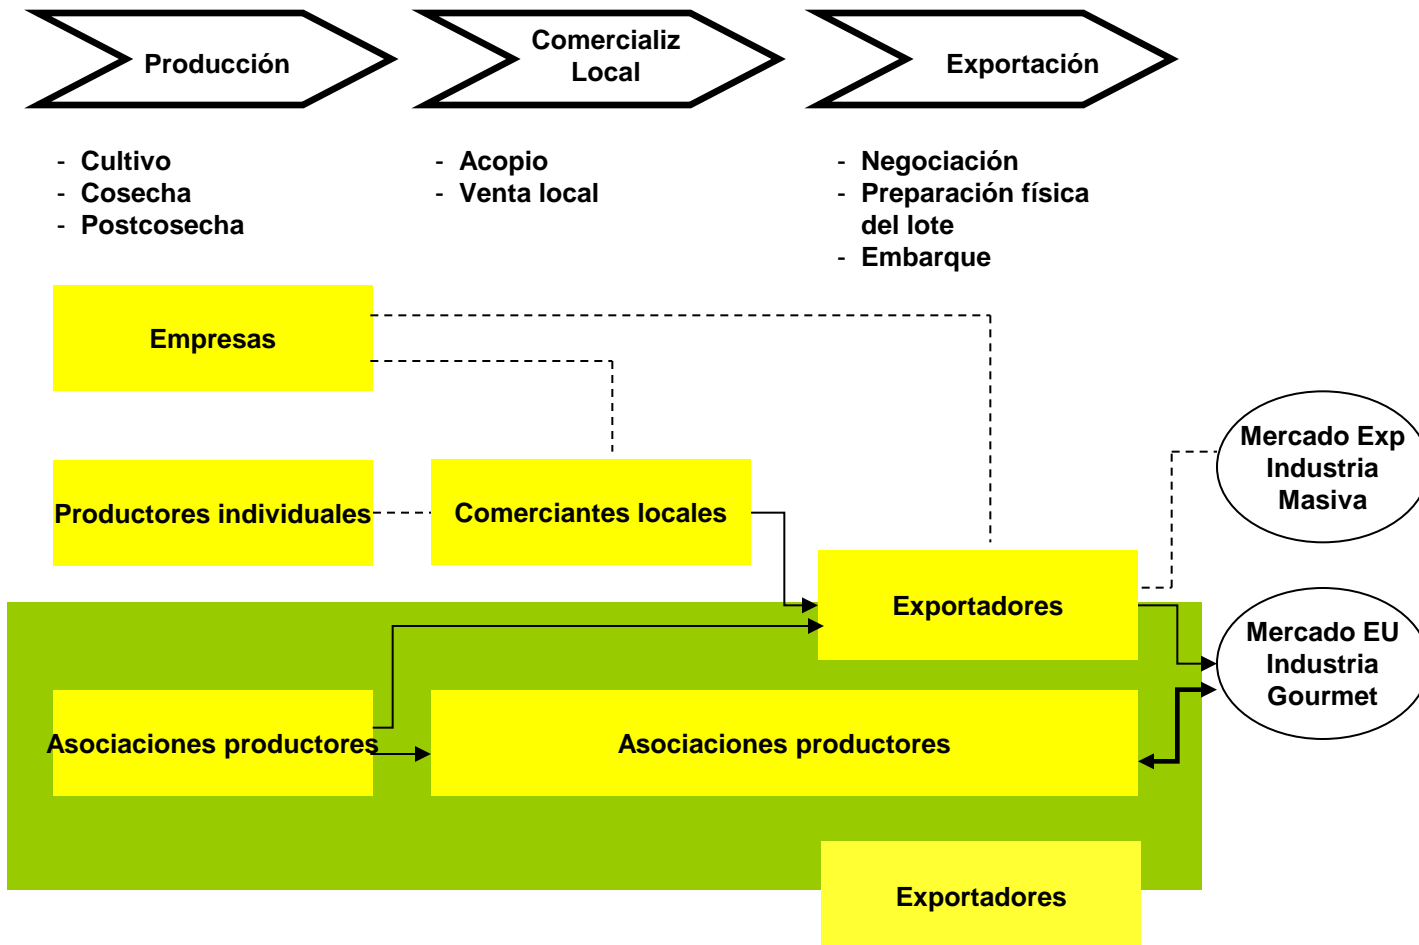 Producción
Comercializ
Local
Exportación
- Cultivo
- Cosecha
- Postcosecha
- Acopio
- Venta local
- Negociación
- Preparación física
del lote
- Embarque
Empresas
Productores individuales
Comerciantes locales
Mercado Exp
Industria
Masiva
Exportadores
Mercado EU
Industria
Gourmet
Asociaciones productores
Asociaciones productores
Exportadores